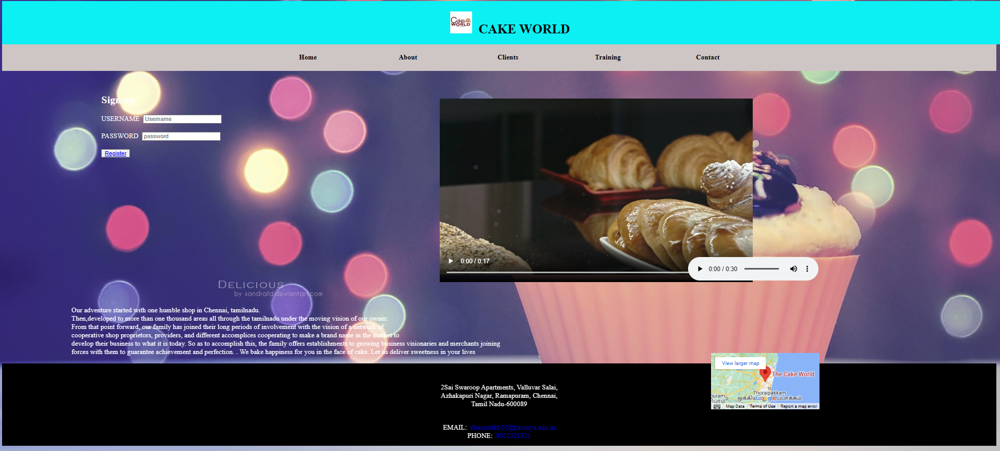 Cake
WORLD
CAKE WORLD
Home
About
Clients
Training
Contact
Sign up
USERNAME Username
PASSWORD password
Register
0:00 / 0:17
0:00 / 0:30
DELICIOUS
by sandrafd.deviantart.com
Our adventure started with one humble shop in Chennai, tamilnadu.
Then,developed to more than one thousand areas all through the tamilnadu under the moving vision of our owner.
From that point forward, our family has joined their long periods of involvement with the vision of a network of
cooperative shop proprietors, providers, and different accomplices cooperating to make a brand name in the market to
develop their business to what it is today. So as to accomplish this, the family offers establishments to growing business visionaries and merchants joining
forces with them to guarantee achievement and perfection. . We bake happiness for you in the face of cake. Let us deliver sweetness in your lives
View larger map
The Cake World
Thoraipakkam
Google
Map Data
Terms of Use
Report a map error
2Sai Swaroop Apartments, Valluvar Salai,
Azhakapuri Nagar, Ramapuram, Chennai,
Tamil Nadu-600089
EMAIL: dhanushkb20@karunya.edu.in
PHONE: 9025321821